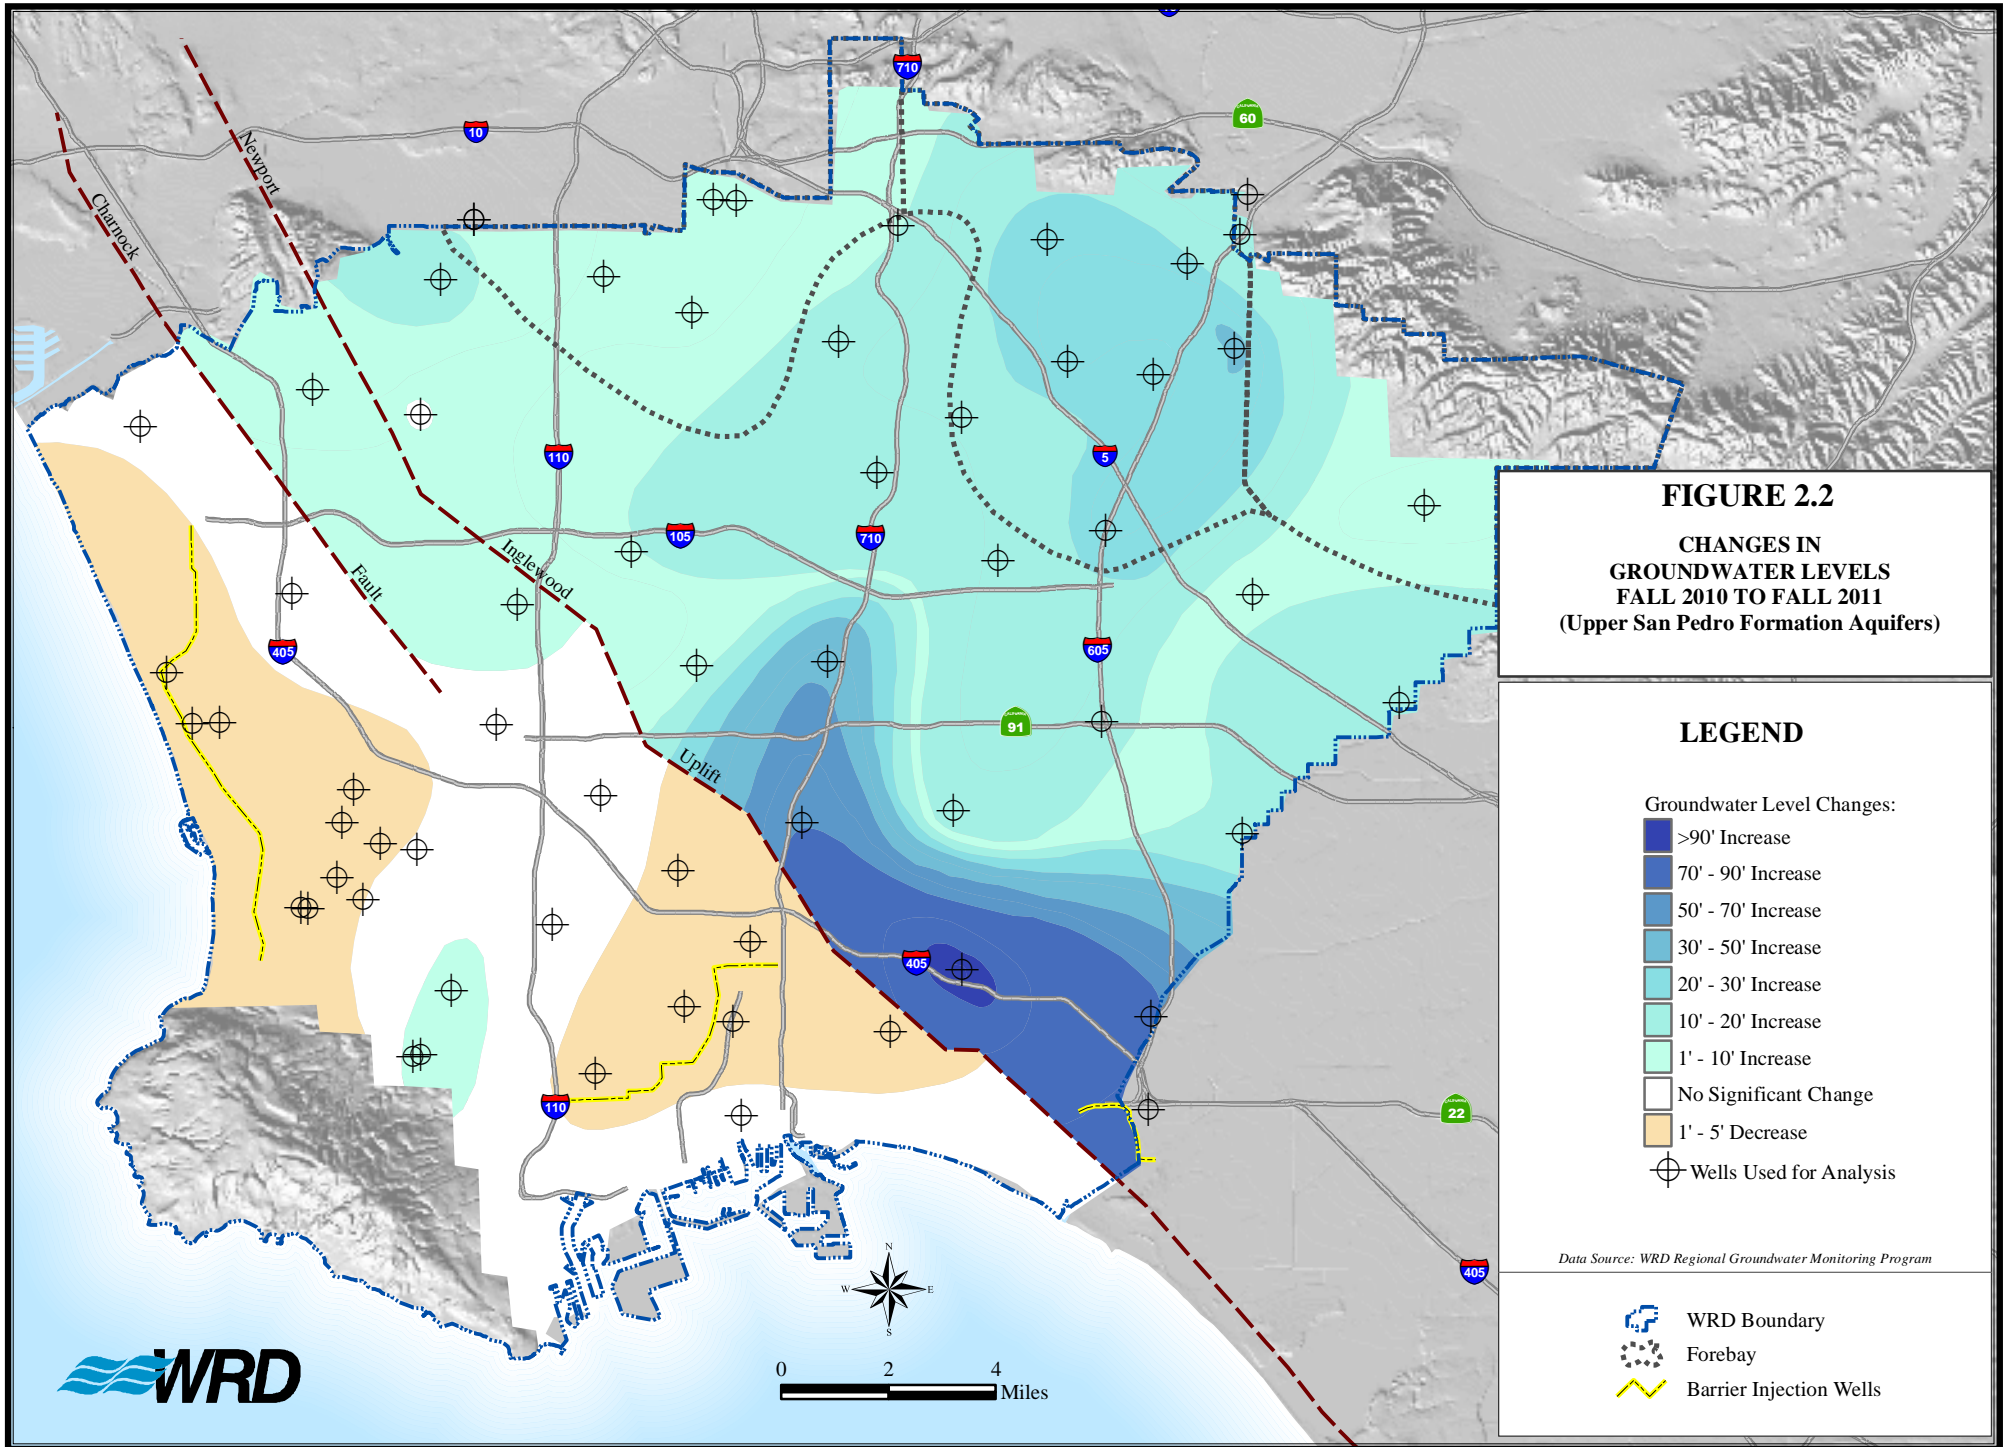 710
10
CALIFORNIA
60
Newport
Charnock
110
5
FIGURE 2.2
CHANGES IN
GROUNDWATER LEVELS
FALL 2010 TO FALL 2011
(Upper San Pedro Formation Aquifers)
105
710
Inglewood
Fault
405
605
CALIFORNIA
91
Uplift
LEGEND
Groundwater Level Changes:
>90' Increase
70' - 90' Increase
50' - 70' Increase
30' - 50' Increase
20' - 30' Increase
10' - 20' Increase
1' - 10' Increase
No Significant Change
1' - 5' Decrease
Wells Used for Analysis
405
110
CALIFORNIA
22
Data Source: WRD Regional Groundwater Monitoring Program
405
N
W E
S
WRD Boundary
Forebay
Barrier Injection Wells
WRD
0 2 4
Miles